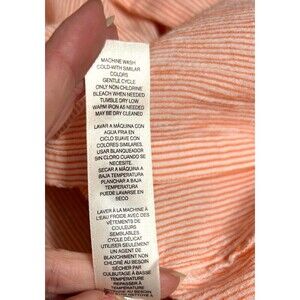 MACHINE WASH
COLD-WITH SIMILAR
COLORS
GENTLE CYCLE
ONLY NON CHLORINE
BLEACH WHEN NEEDED
TUMBLE DRY LOW
WARM IRON AS NEEDED
MAY BE DRY CLEANED
LAVAR A MÁQUINA CON
AGUA FRIA EN
CICLO SUAVE CON
COLORES SIMILARES.
USAR BLANQUEADOR
SIN CLORO CUANDO SE
NECESITE.
SECAR A MÁQUINA A
BAJA TEMPERATURA
PLANCHAR A BAJA
TEMPERATURA
PUEDE LAVARSE EN
SECO
LAVER À LA MACHINE À
L'EAU FROIDE AVEC DES
VÊTEMENTS DE
COULEURS
SEMBLABLES
CYCLE DÉLICAT
UTILISER SEULEMENT
UN AGENT DE
BLANCHIMENT NON
CHLORÉ AU BESOIN
SÉCHER PAR
CULBUTAGE À BASSE
TEMPÉRATURE